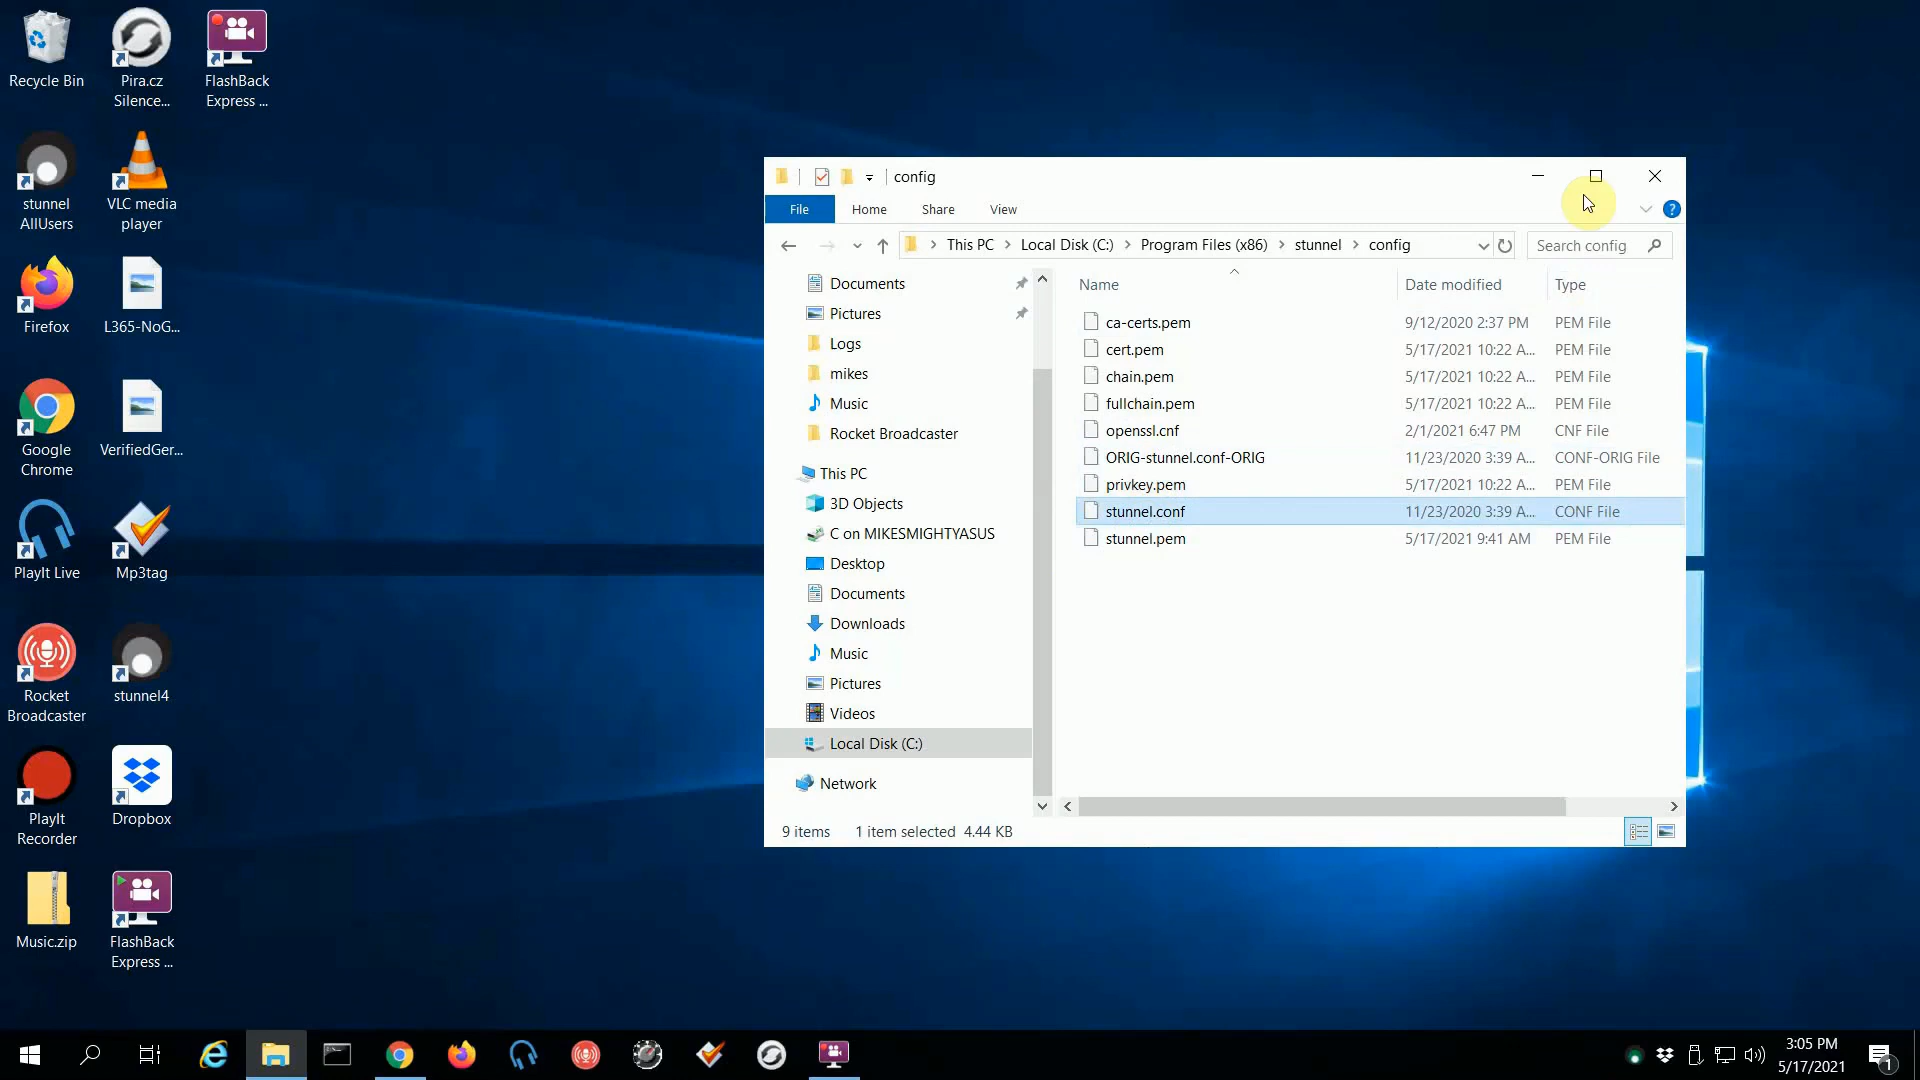 Recycle Bin
Pira.cz
Silence...
FlashBack
Express ...
stunnel
AllUsers
VLC media
player
Firefox
L365-NoG...
Google
Chrome
VerifiedGer...
PlayIt Live
Mp3tag
Rocket
Broadcaster
stunnel4
PlayIt
Recorder
Dropbox
Music.zip
FlashBack
Express ...
config
File
Home
Share
View
?
This PC
Local Disk (C:)
Program Files (x86)
stunnel
config
Search config
Documents
Pictures
Logs
mikes
Music
Rocket Broadcaster
This PC
3D Objects
C on MIKESMIGHTYASUS
Desktop
Documents
Downloads
Music
Pictures
Videos
Local Disk (C:)
Network
Name Date modified Type
ca-certs.pem 9/12/2020 2:37 PM PEM File
cert.pem 5/17/2021 10:22 A... PEM File
chain.pem 5/17/2021 10:22 A... PEM File
fullchain.pem 5/17/2021 10:22 A... PEM File
openssl.cnf 2/1/2021 6:47 PM CNF File
ORIG-stunnel.conf-ORIG 11/23/2020 3:39 A... CONF-ORIG File
privkey.pem 5/17/2021 10:22 A... PEM File
stunnel.conf 11/23/2020 3:39 A... CONF File
stunnel.pem 5/17/2021 9:41 AM PEM File
9 items 1 item selected 4.44 KB
3:05 PM
5/17/2021
1